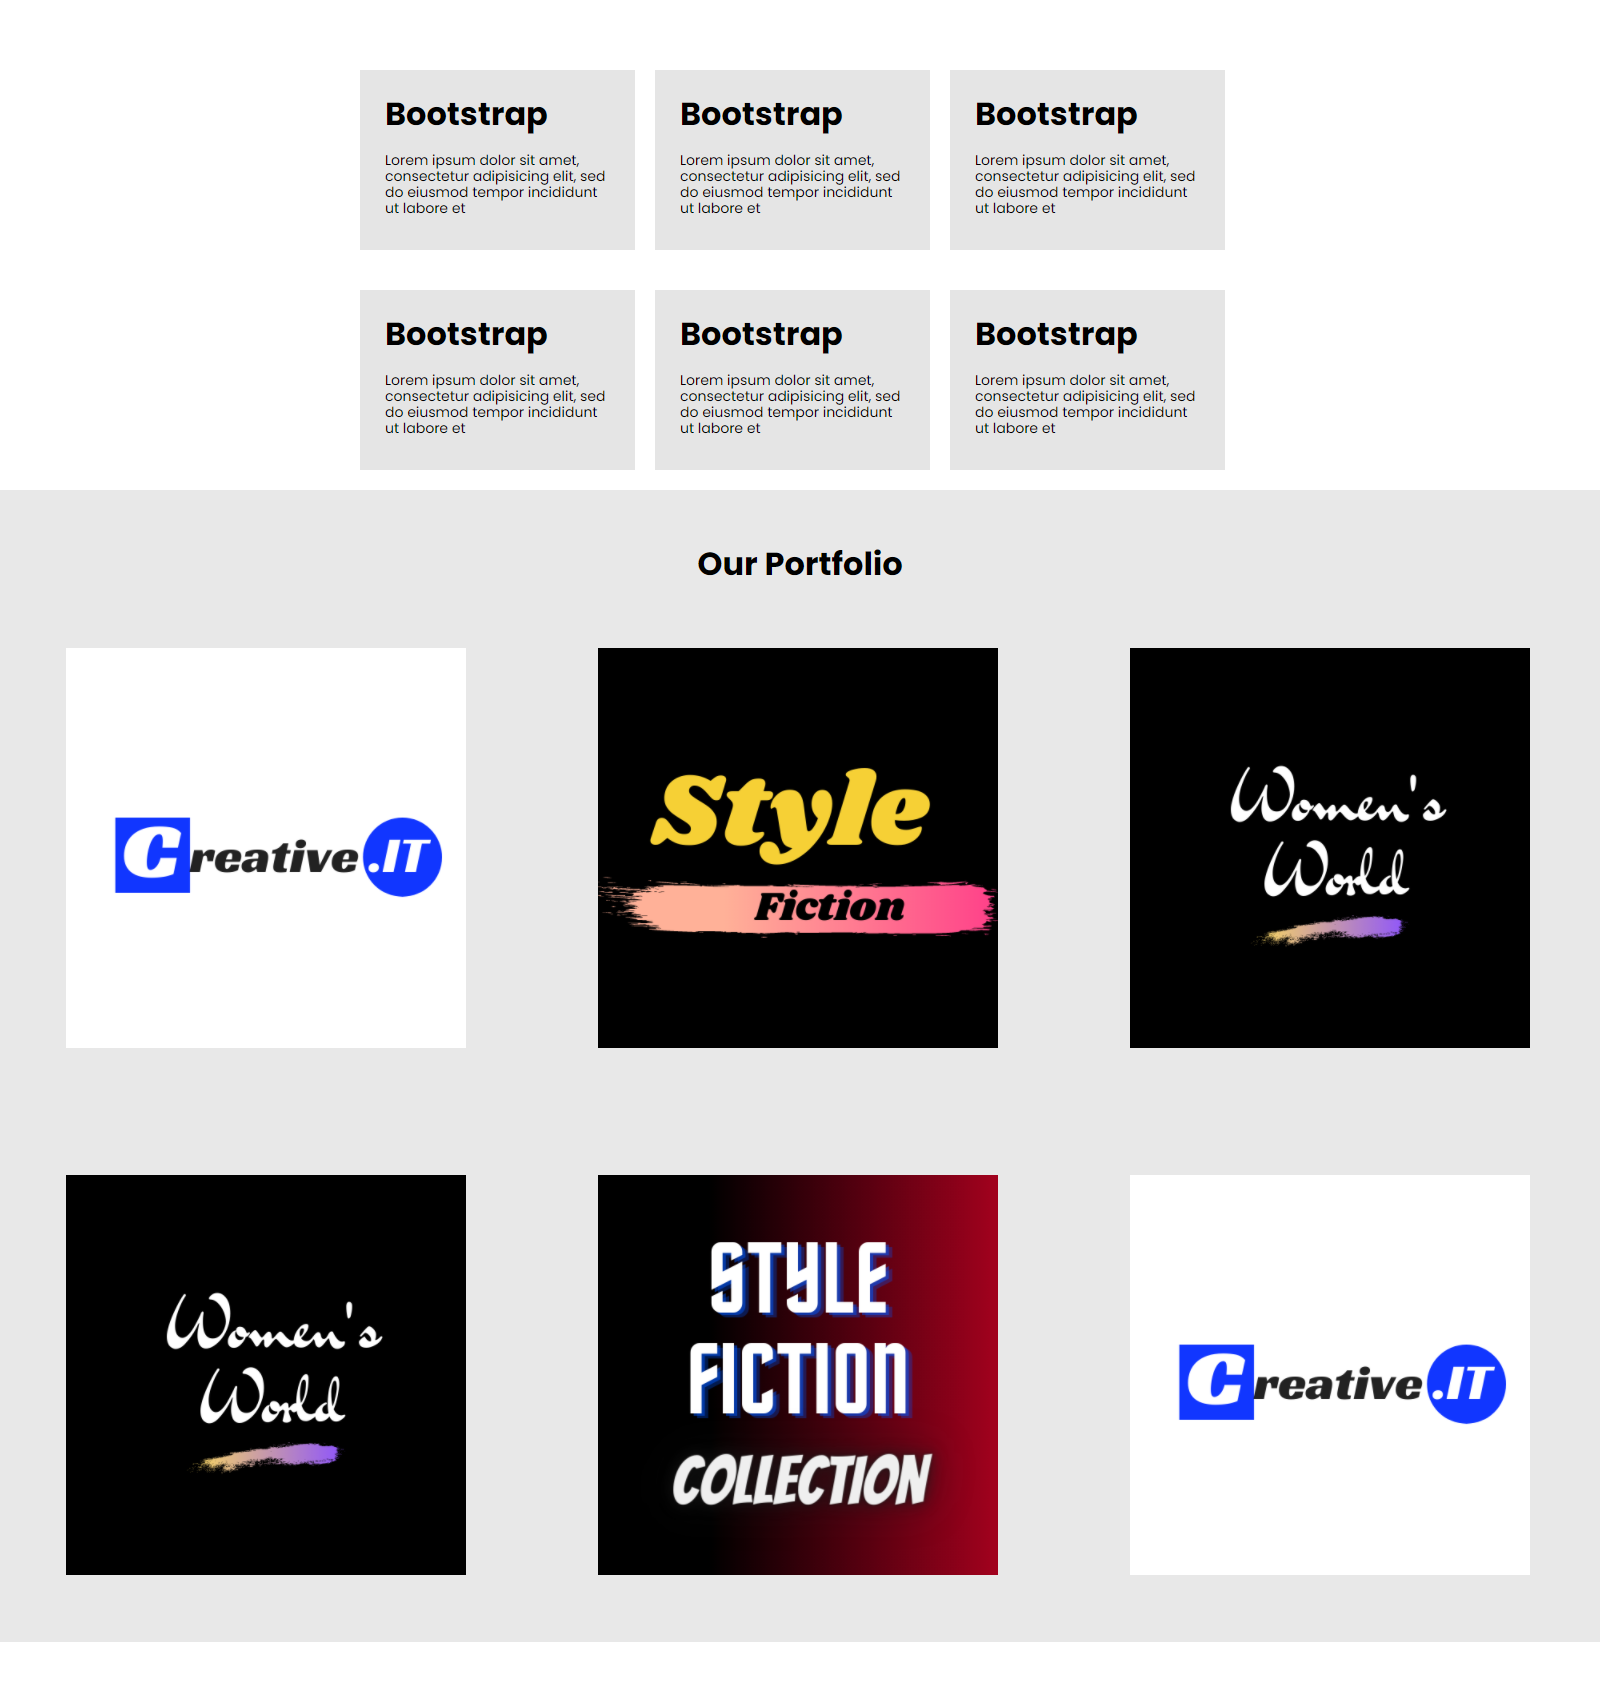 Bootstrap
Lorem ipsum dolor sit amet,
consectetur adipisicing elit, sed
do eiusmod tempor incididunt
ut labore et
Bootstrap
Lorem ipsum dolor sit amet,
consectetur adipisicing elit, sed
do eiusmod tempor incididunt
ut labore et
Bootstrap
Lorem ipsum dolor sit amet,
consectetur adipisicing elit, sed
do eiusmod tempor incididunt
ut labore et
Bootstrap
Lorem ipsum dolor sit amet,
consectetur adipisicing elit, sed
do eiusmod tempor incididunt
ut labore et
Bootstrap
Lorem ipsum dolor sit amet,
consectetur adipisicing elit, sed
do eiusmod tempor incididunt
ut labore et
Bootstrap
Lorem ipsum dolor sit amet,
consectetur adipisicing elit, sed
do eiusmod tempor incididunt
ut labore et
Our Portfolio
Creative.IT
Style
Fiction
Women's
World
Women's
World
STYLE
FICTION
COLLECTION
Creative.IT